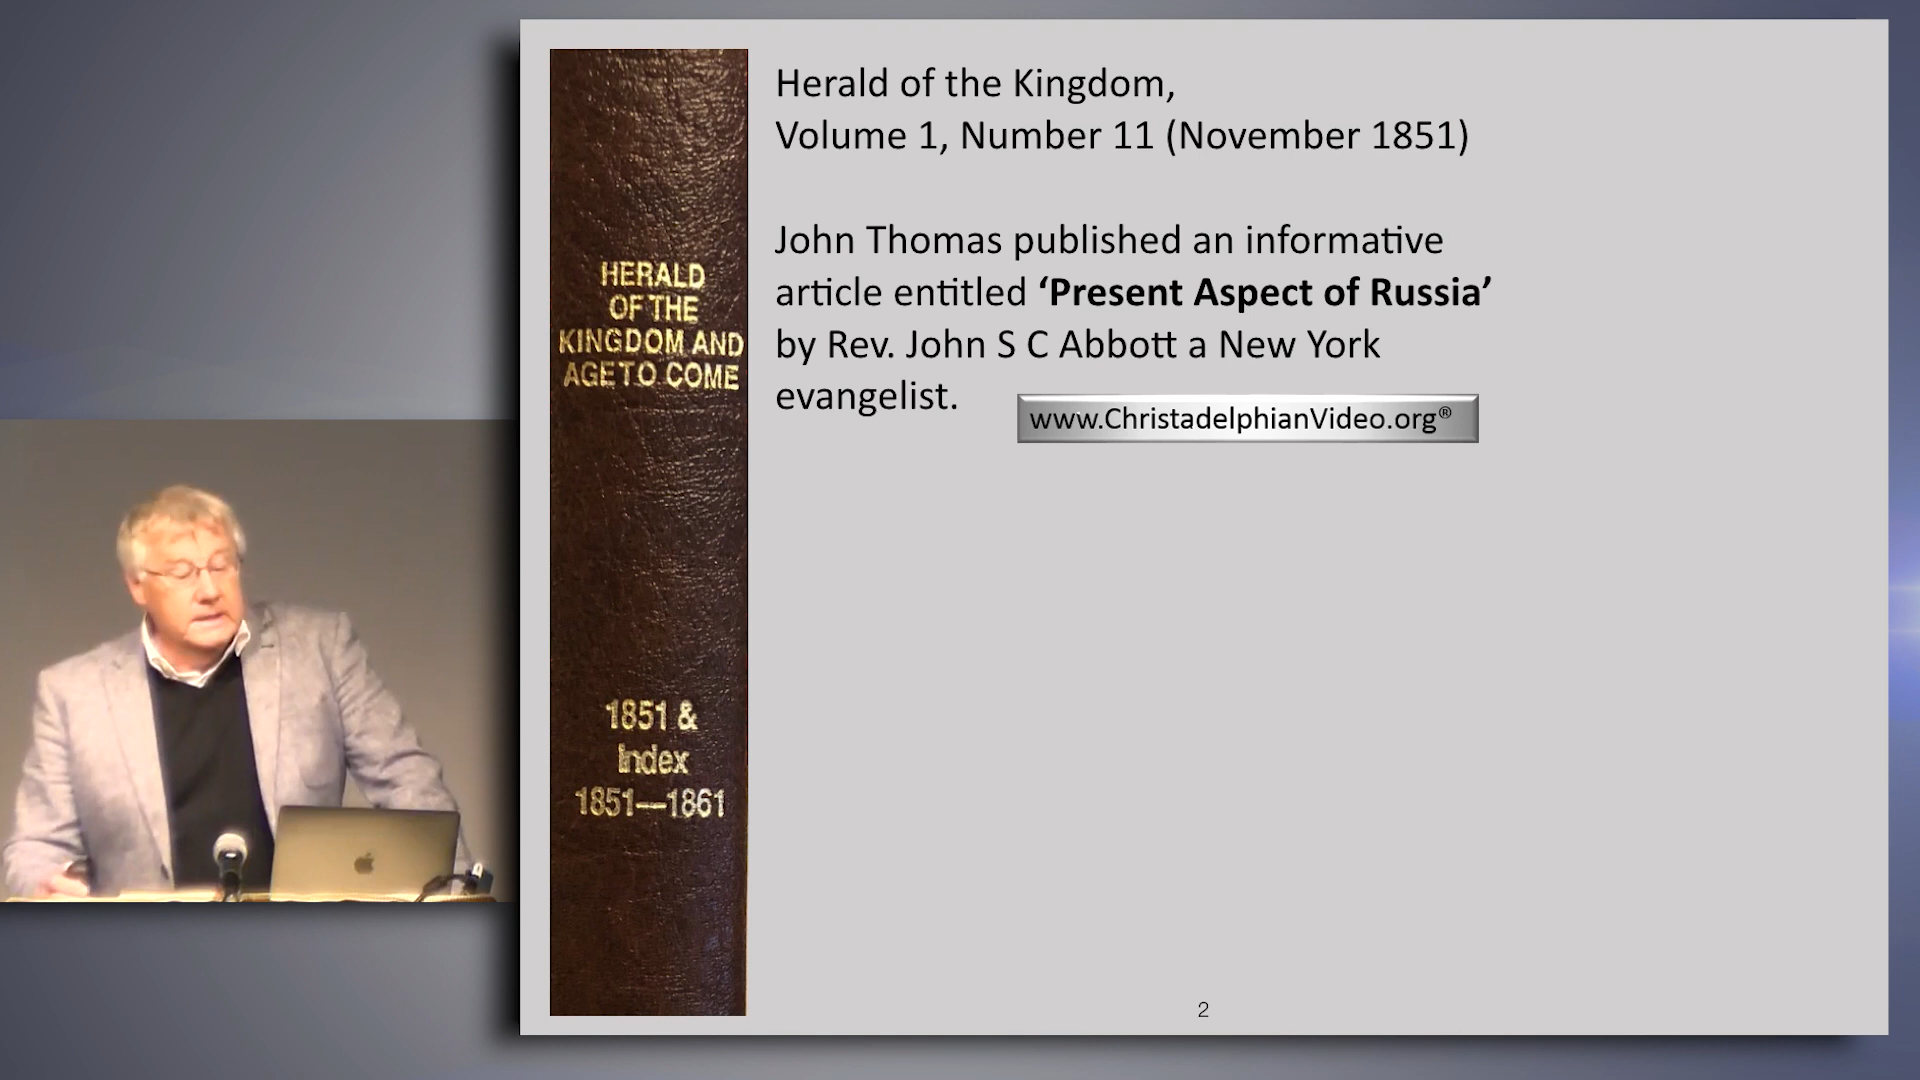 HERALD
OF THE
KINGDOM AND
AGE TO COME
1851 &
Index
1851—1861
Herald of the Kingdom,
Volume 1, Number 11 (November 1851)
John Thomas published an informative
article entitled ‘Present Aspect of Russia’
by Rev. John S C Abbott a New York
evangelist.
www.ChristadelphianVideo.org®
2